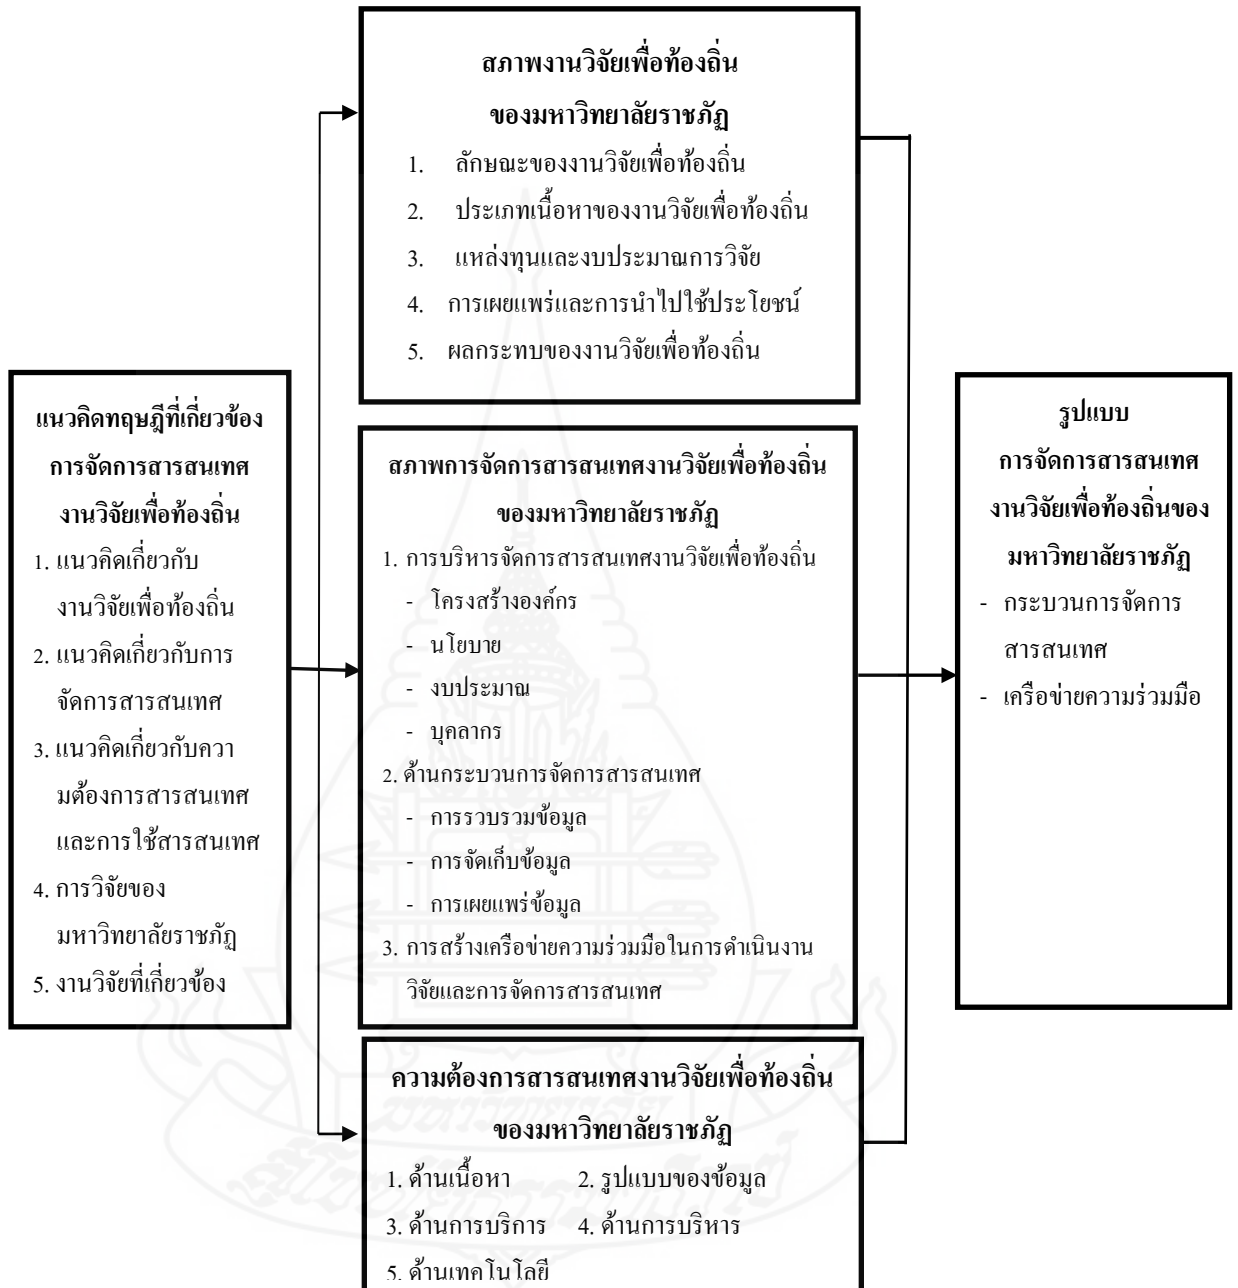 สภาพงานวิจัยเพื่อท้องถิ่น
ของมหาวิทยาลัยราชภัฏ
1. ลักษณะของงานวิจัยเพื่อท้องถิ่น
2. ประเภทเนื้อหาของงานวิจัยเพื่อท้องถิ่น
3. แหล่งทุนและงบประมาณการวิจัย
4. การเผยแพร่และการนำไปใช้ประโยชน์
5. ผลกระทบของงานวิจัยเพื่อท้องถิ่น
แนวคิดทฤษฎีที่เกี่ยวข้อง
การจัดการสารสนเทศ
งานวิจัยเพื่อท้องถิ่น
1. แนวคิดเกี่ยวกับ
งานวิจัยเพื่อท้องถิ่น
2. แนวคิดเกี่ยวกับการ
จัดการสารสนเทศ
3. แนวคิดเกี่ยวกับควา
มต้องการสารสนเทศ
และการใช้สารสนเทศ
4. การวิจัยของ
มหาวิทยาลัยราชภัฏ
5. งานวิจัยที่เกี่ยวข้อง
สภาพการจัดการสารสนเทศงานวิจัยเพื่อท้องถิ่น
ของมหาวิทยาลัยราชภัฏ
1. การบริหารจัดการสารสนเทศงานวิจัยเพื่อท้องถิ่น
- โครงสร้างองค์กร
- นโยบาย
- งบประมาณ
- บุคลากร
2. ด้านกระบวนการจัดการสารสนเทศ
- การรวบรวมข้อมูล
- การจัดเก็บข้อมูล
- การเผยแพร่ข้อมูล
3. การสร้างเครือข่ายความร่วมมือในการดำเนินงาน
วิจัยและการจัดการสารสนเทศ
ความต้องการสารสนเทศงานวิจัยเพื่อท้องถิ่น
ของมหาวิทยาลัยราชภัฏ
1. ด้านเนื้อหา 2. รูปแบบของข้อมูล
3. ด้านการบริการ 4. ด้านการบริหาร
5. ด้านเทคโนโลยี
รูปแบบ
การจัดการสารสนเทศ
งานวิจัยเพื่อท้องถิ่นของ
มหาวิทยาลัยราชภัฏ
- กระบวนการจัดการ
สารสนเทศ
- เครือข่ายความร่วมมือ
มหาวิทยาลัย
สุโขทัยธรรมาธิราช